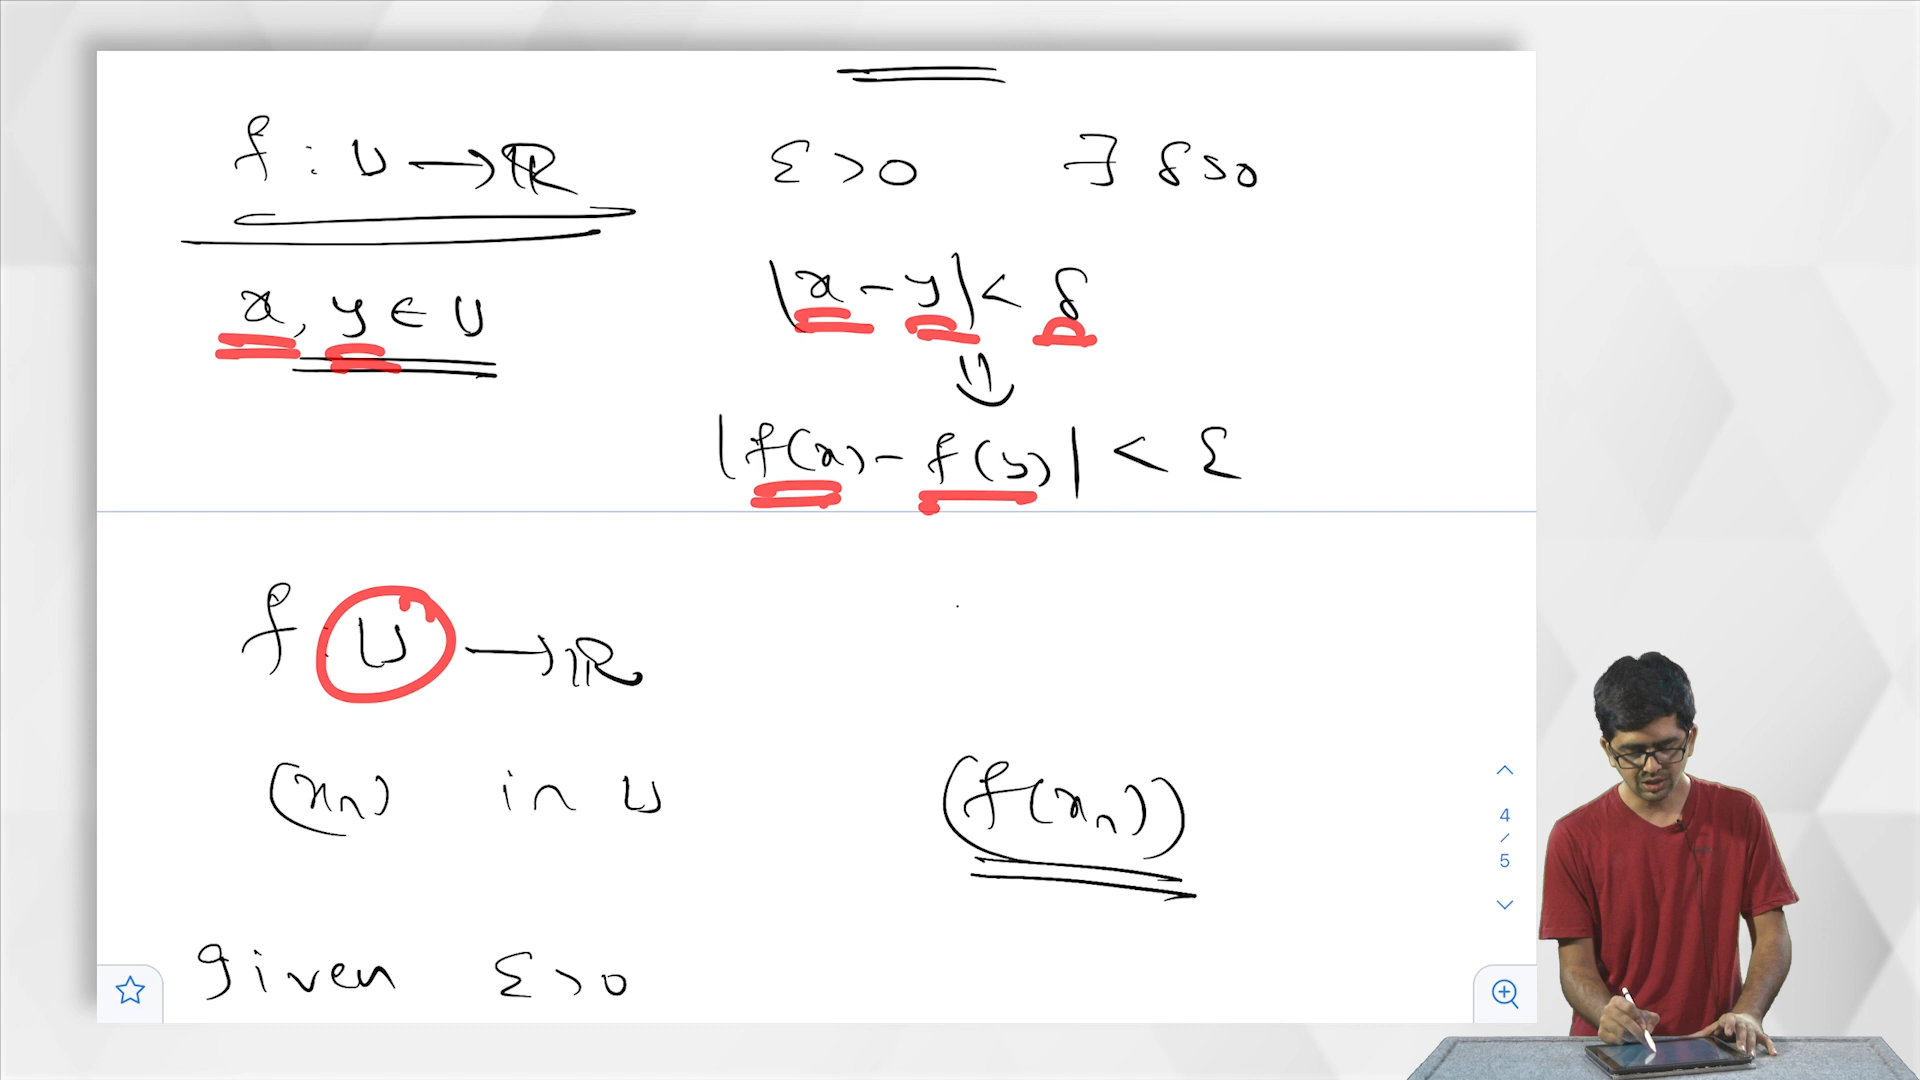 f : U → ℝ ε > 0 ∃ δ > 0
x, y ∈ U |x - y| < δ
⇓
|f(x) - f(y)| < ε
f : U → ℝ
(xₙ) in U (f(xₙ))
4
/
5
given ε > 0